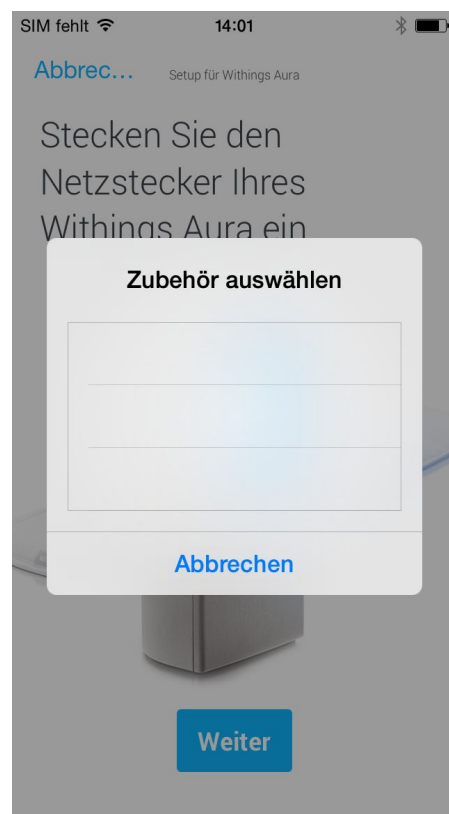 SIM fehlt 14:01
Abbrec... Setup für Withings Aura
Stecken Sie den
Netzstecker Ihres
Withings Aura ein
Zubehör auswählen
Abbrechen
Weiter